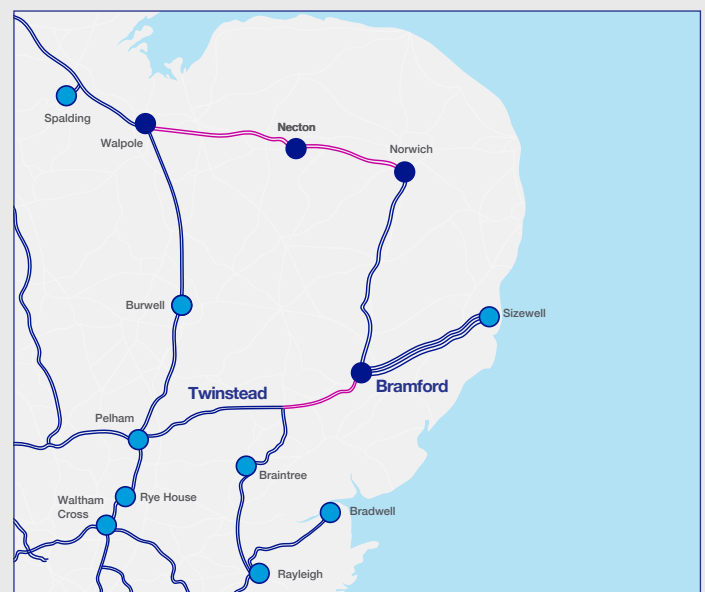 Spalding
Walpole
Necton
Norwich
Burwell
Sizewell
Twinstead
Bramford
Pelham
Braintree
Rye House
Waltham
Cross
Bradwell
Rayleigh